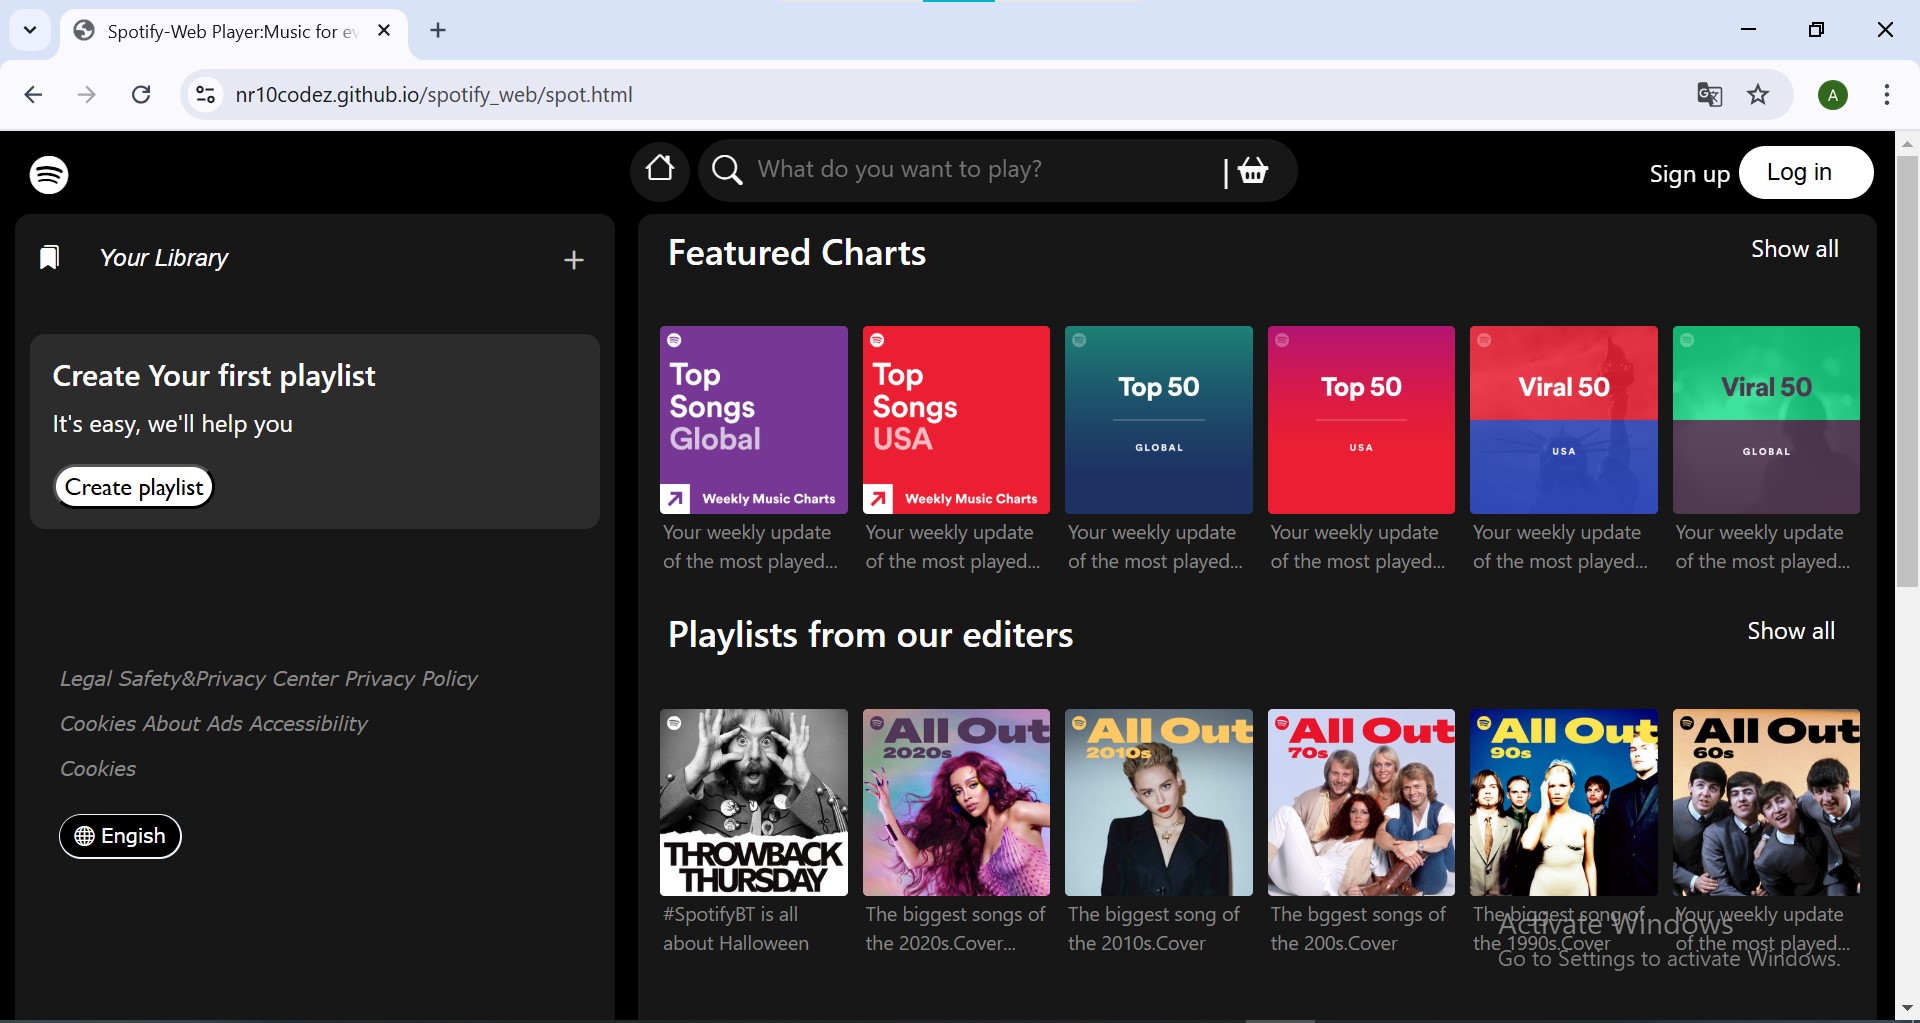 Spotify-Web Player:Music for ev
nr10codez.github.io/spotify_web/spot.html
A
What do you want to play?
Sign up
Log in
Your Library
Create Your first playlist
It's easy, we'll help you
Create playlist
Legal Safety&Privacy Center Privacy Policy
Cookies About Ads Accessibility
Cookies
Engish
Featured Charts
Show all
Top
Songs
Global
Weekly Music Charts
Top
Songs
USA
Weekly Music Charts
Top 50
GLOBAL
Top 50
USA
Viral 50
USA
Viral 50
GLOBAL
Your weekly update
of the most played...
Your weekly update
of the most played...
Your weekly update
of the most played...
Your weekly update
of the most played...
Your weekly update
of the most played...
Your weekly update
of the most played...
Playlists from our editers
Show all
THROWBACK
THURSDAY
All Out
2020s
All Out
2010s
All Out
70s
All Out
90s
All Out
60s
#SpotifyBT is all
about Halloween
The biggest songs of
the 2020s.Cover...
The biggest song of
the 2010s.Cover
The bggest songs of
the 200s.Cover
The biggest song of
the 1990s.Cover
Your weekly update
of the most played...
Activate Windows
Go to Settings to activate Windows.